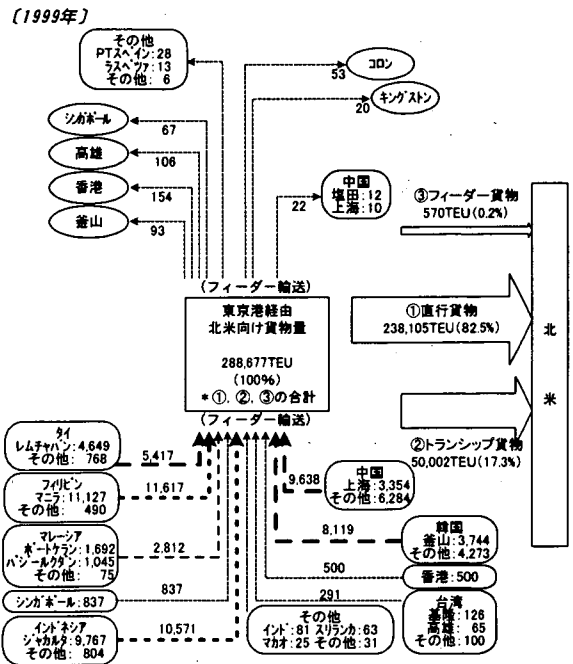 〔1999年〕
その他
PTスペイン:28
ラスペツァ:13
その他: 6
コロン
53
キングストン
20
シンガポール
67
高雄
106
香港
154
釜山
93
中国
塩田:12
上海:10
22
③フィーダー貨物
570TEU(0.2%)
(フィーダー輸送)
東京港経由
北米向け貨物量
288,677TEU
(100%)
*①,②,③の合計
(フィーダー輸送)
①直行貨物
238,105TEU(82.5%)
北
米
②トランシップ貨物
50,002TEU(17.3%)
タイ
レムチャバン:4,649
その他: 768
5,417
フィリピン
マニラ:11,127
その他: 490
11,617
マレーシア
ポートケラン:1,692
パシールグダン:1,045
その他: 75
2,812
シンガポール:837
837
インドネシア
ジャカルタ:9,767
その他: 804
10,571
9,638
中国
上海:3,354
その他:6,284
8,119
韓国
釜山:3,744
その他:4,273
500
香港:500
291
台湾
基隆:126
高雄: 65
その他:100
その他
インド:81 スリランカ:63
マカオ:25 その他:31